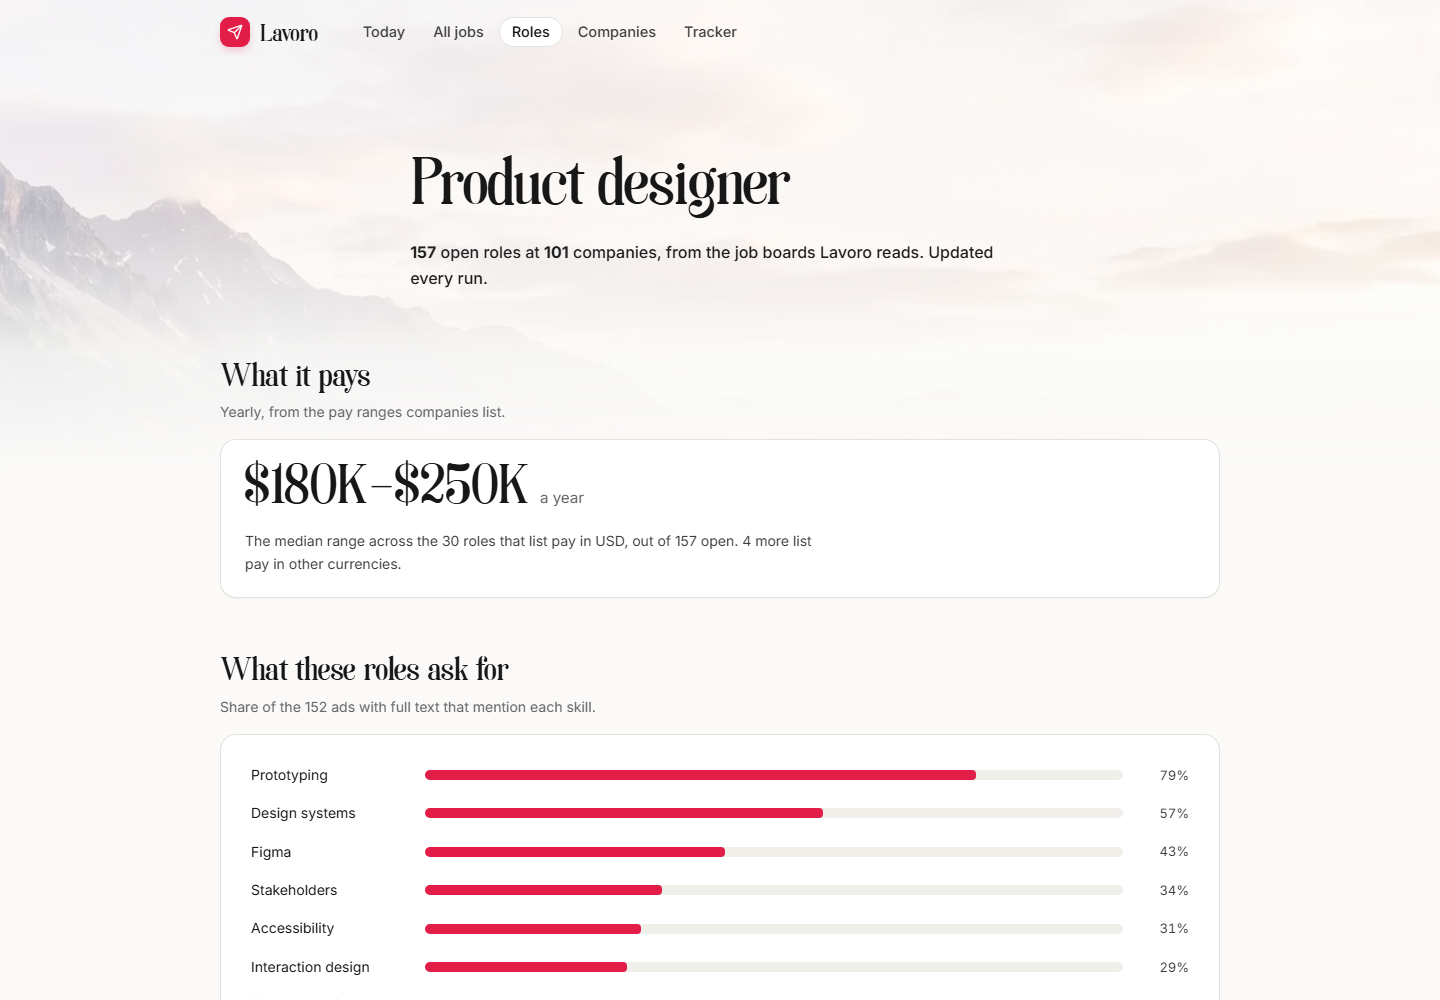 Lavoro
Today
All jobs
Roles
Companies
Tracker
Product designer
157 open roles at 101 companies, from the job boards Lavoro reads. Updated
every run.
What it pays
Yearly, from the pay ranges companies list.
$180K–$250K a year
The median range across the 30 roles that list pay in USD, out of 157 open. 4 more list
pay in other currencies.
What these roles ask for
Share of the 152 ads with full text that mention each skill.
Prototyping 79%
Design systems 57%
Figma 43%
Stakeholders 34%
Accessibility 31%
Interaction design 29%